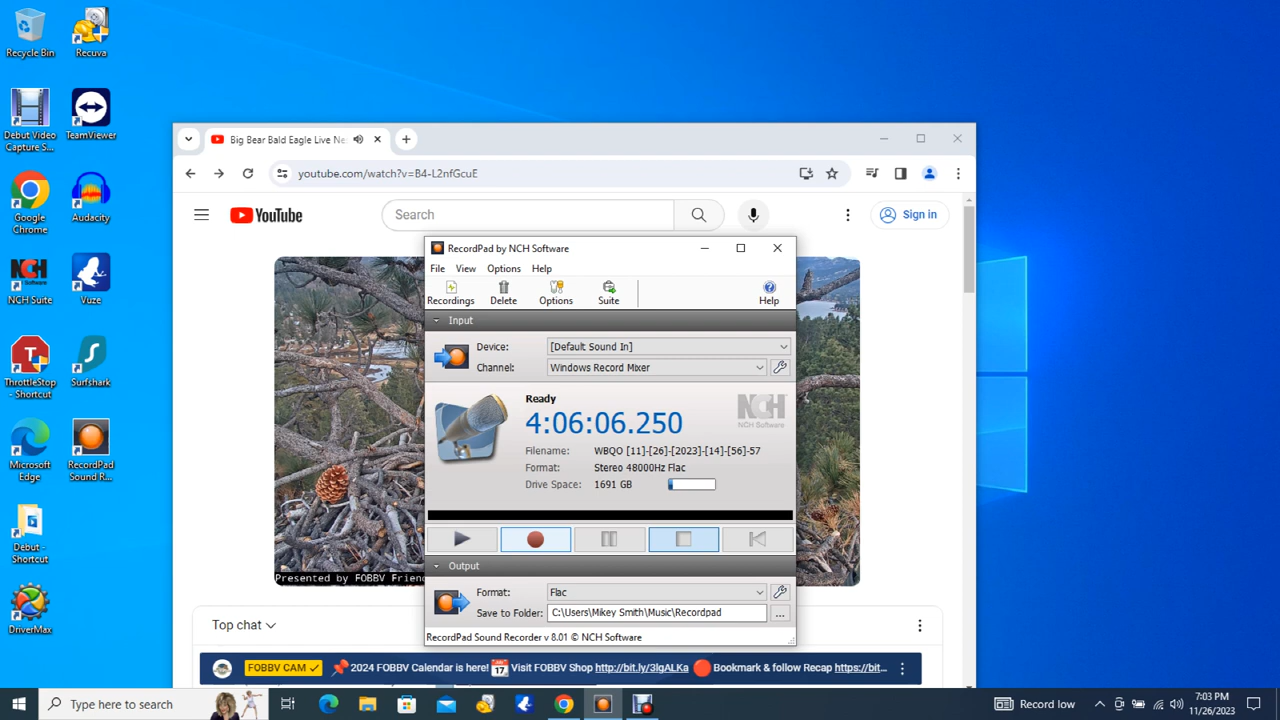 Recycle Bin
Recuva
Debut Video
Capture S...
TeamViewer
Google
Chrome
Audacity
NCH Suite
Vuze
ThrottleStop
- Shortcut
Surfshark
Microsoft
Edge
RecordPad
Sound R...
Debut -
Shortcut
DriverMax
Big Bear Bald Eagle Live Ne
youtube.com/watch?v=B4-L2nfGcuE
YouTube
Search
Sign in
RecordPad by NCH Software
File View Options Help
Recordings Delete Options Suite Help
Input
Device: [Default Sound In]
Channel: Windows Record Mixer
Ready
4:06:06.250
NCH
NCH Software
Filename: WBQO [11]-[26]-[2023]-[14]-[56]-57
Format: Stereo 48000Hz Flac
Drive Space: 1691 GB
Output
Format: Flac
Save to Folder: C:\Users\Mikey Smith\Music\Recordpad
...
RecordPad Sound Recorder v 8.01 © NCH Software
Presented by FOBBV Frien
Top chat
FOBBV CAM 2024 FOBBV Calendar is here! JULY 17 Visit FOBBV Shop http://bit.ly/3lgALKa Bookmark & follow Recap https://bit...
Type here to search
Record low
7:03 PM
11/26/2023